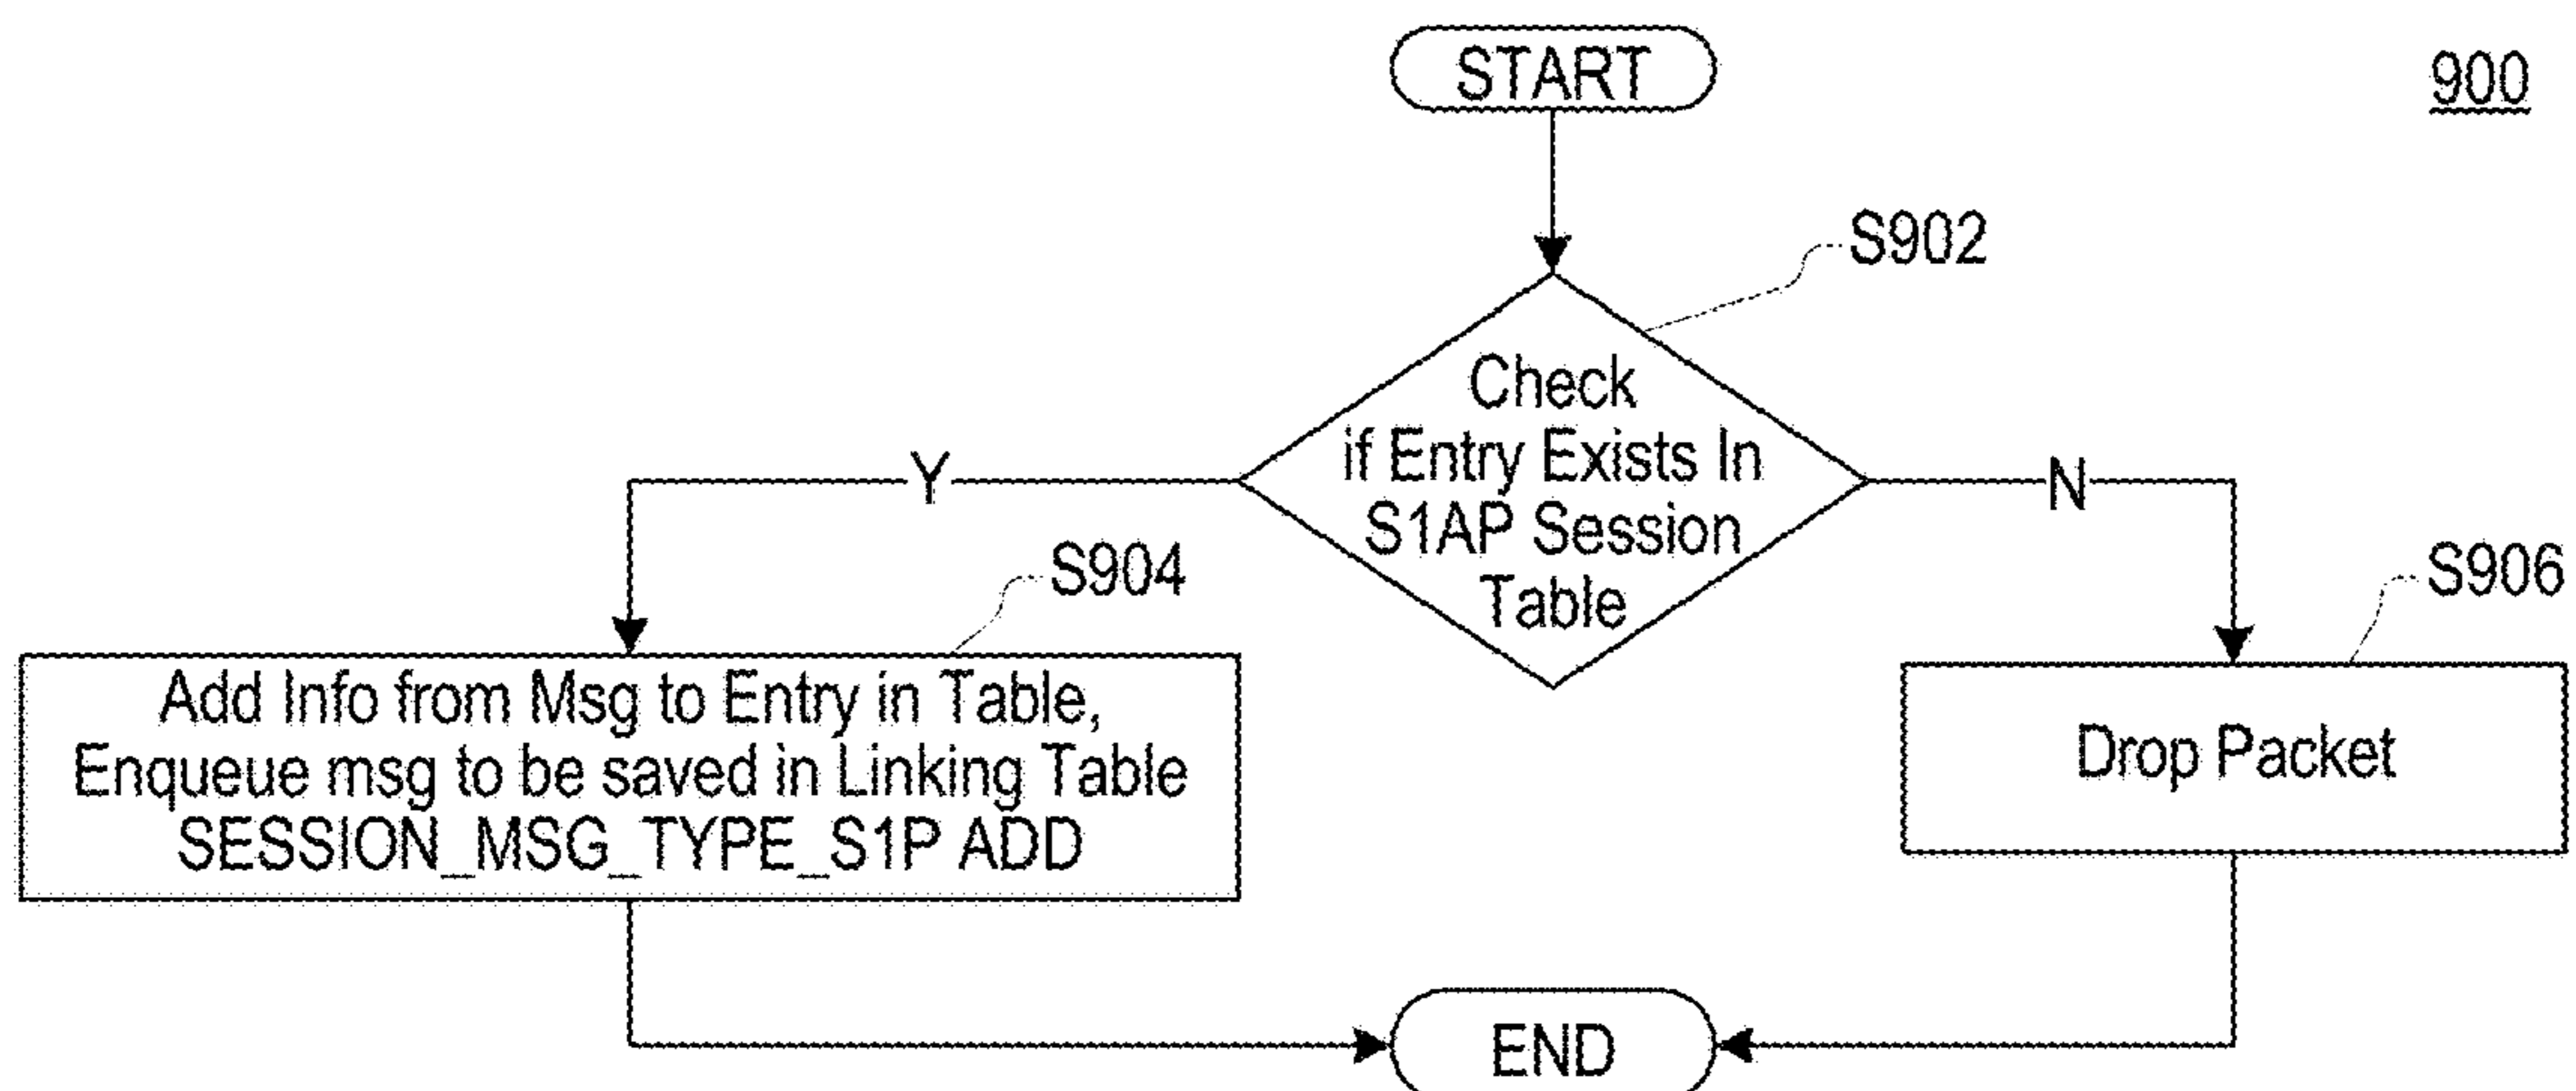 START
900
S902
Check
if Entry Exists In
S1AP Session
Table
Y
N
S904
S906
Add Info from Msg to Entry in Table,
Enqueue msg to be saved in Linking Table
SESSION_MSG_TYPE_S1P ADD
Drop Packet
END